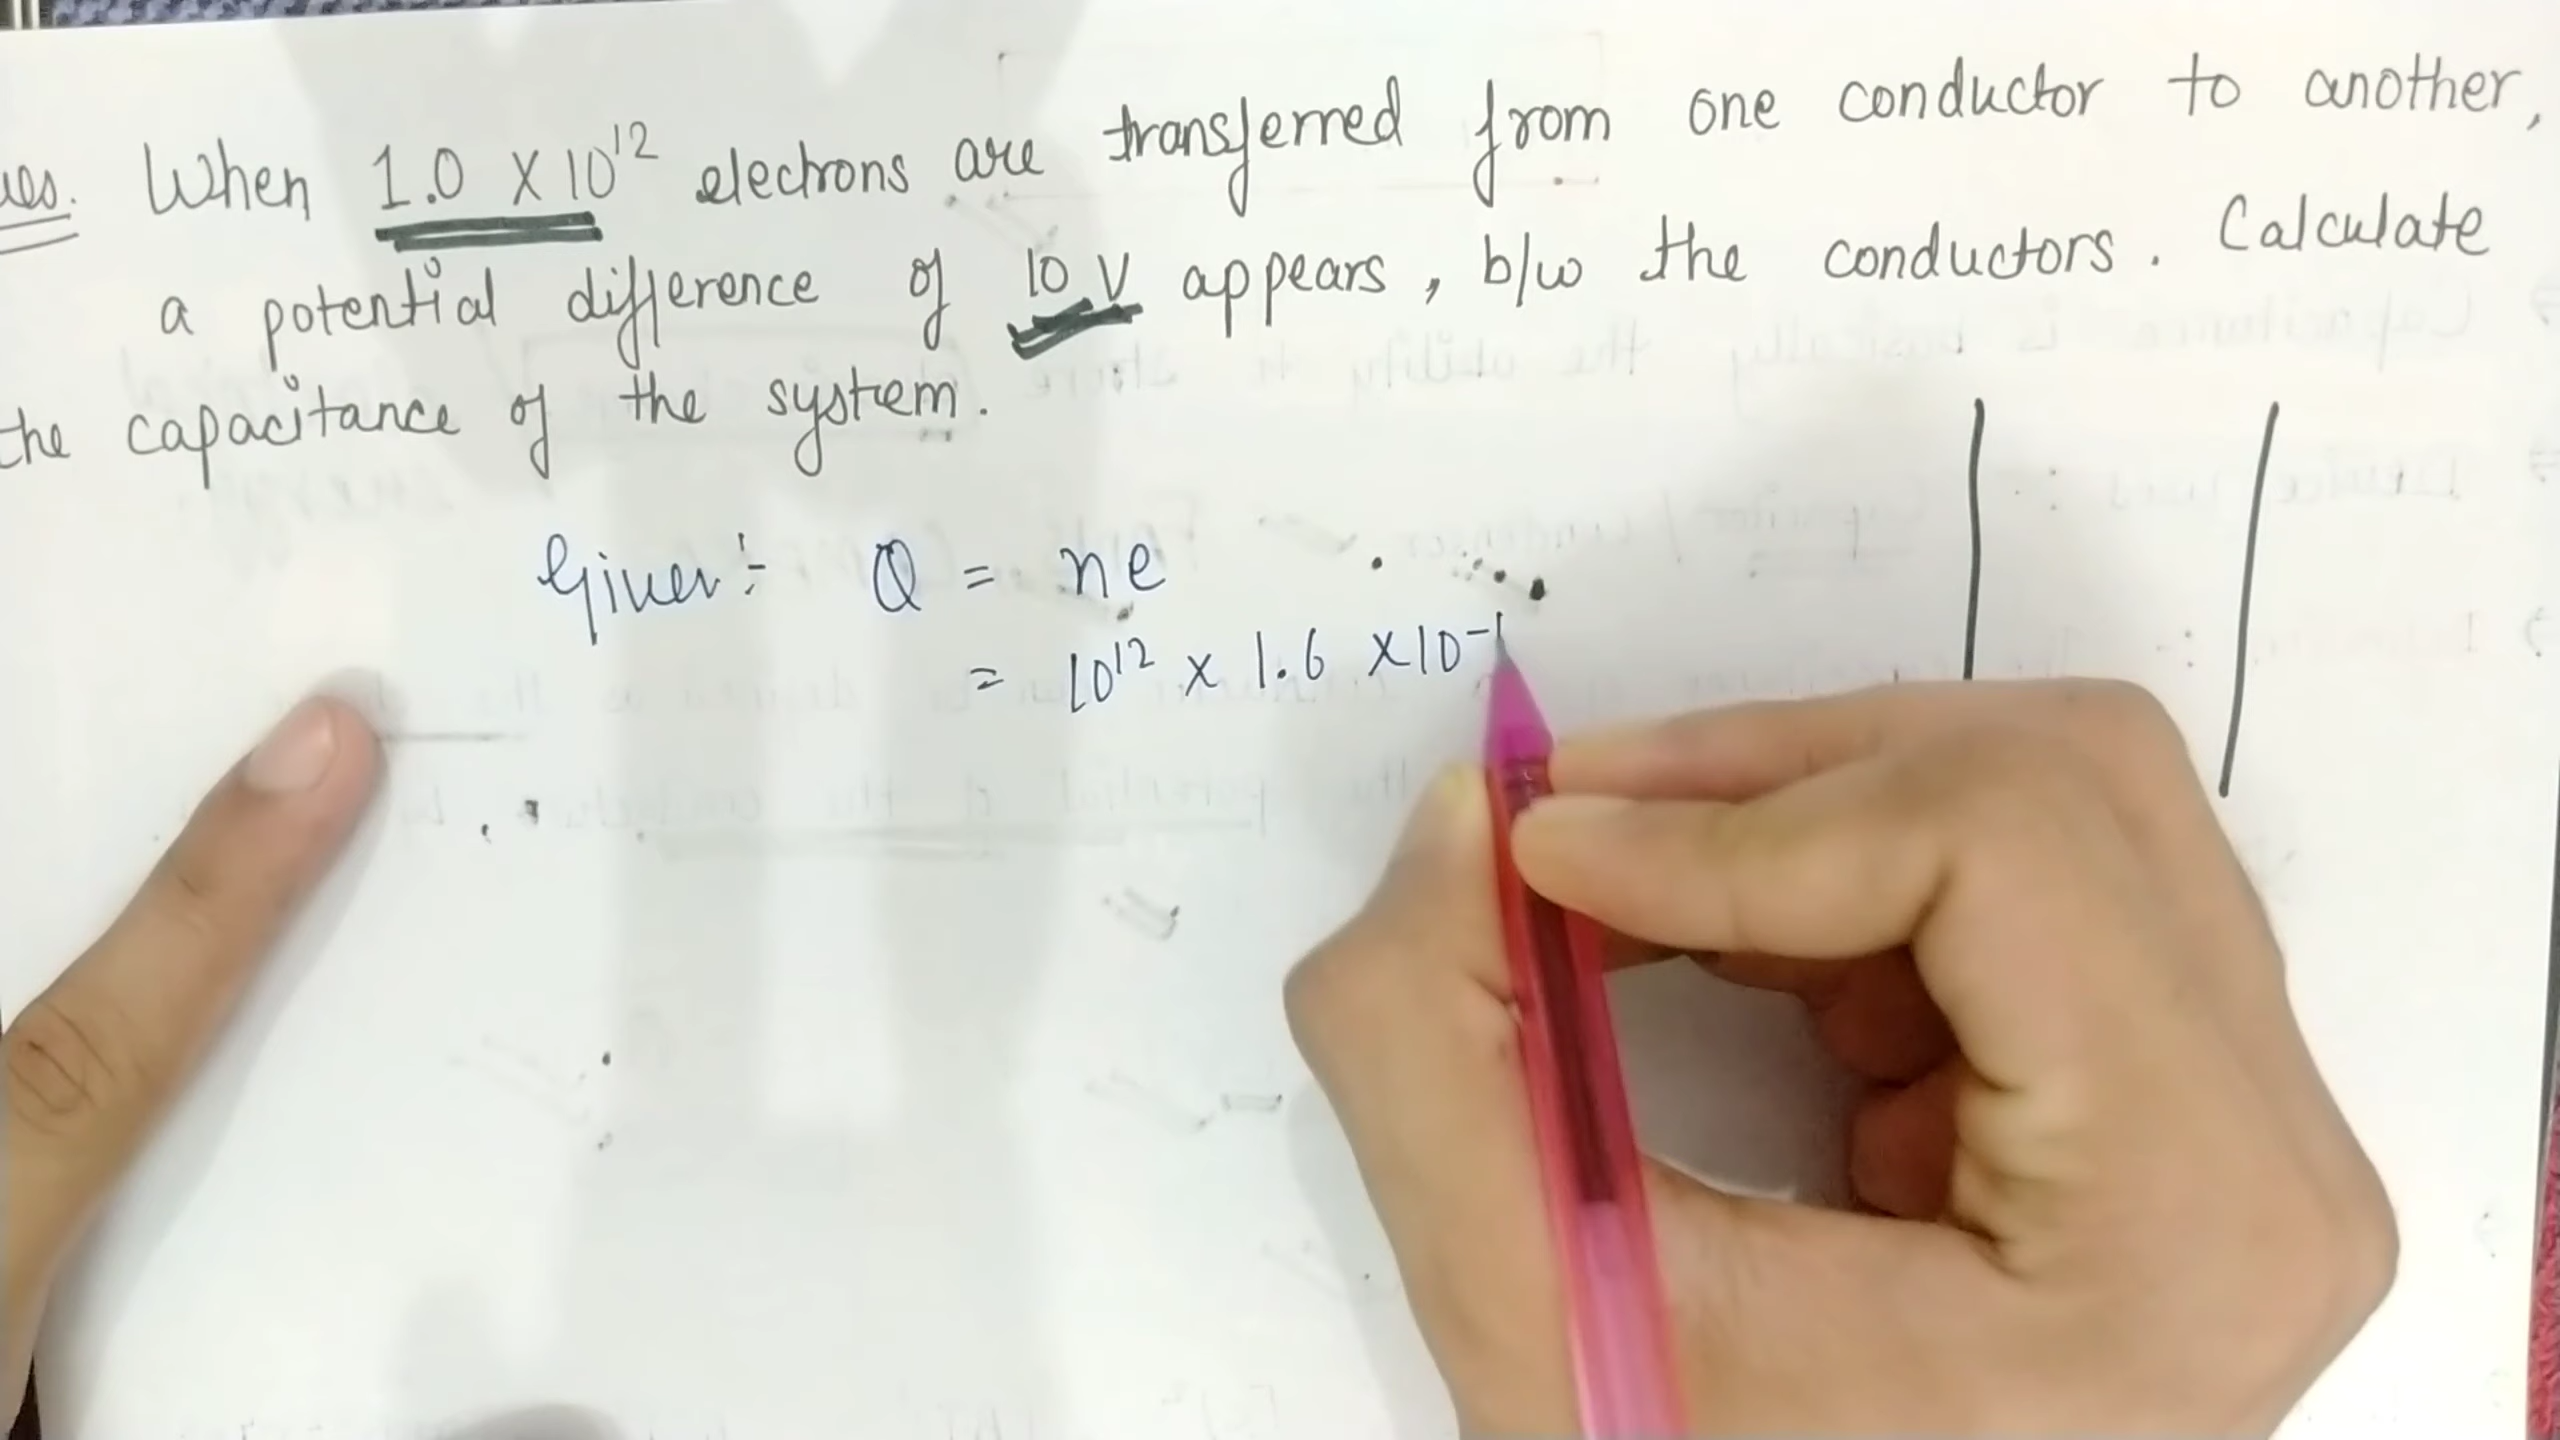 ues. When 1.0 X 10¹² electrons are transferred from one conductor to another,
a potential difference of 10 V appears, b/w the conductors. Calculate
the capacitance of the system.
Given :- Q = ne
= 10¹² x 1.6 x10⁻¹